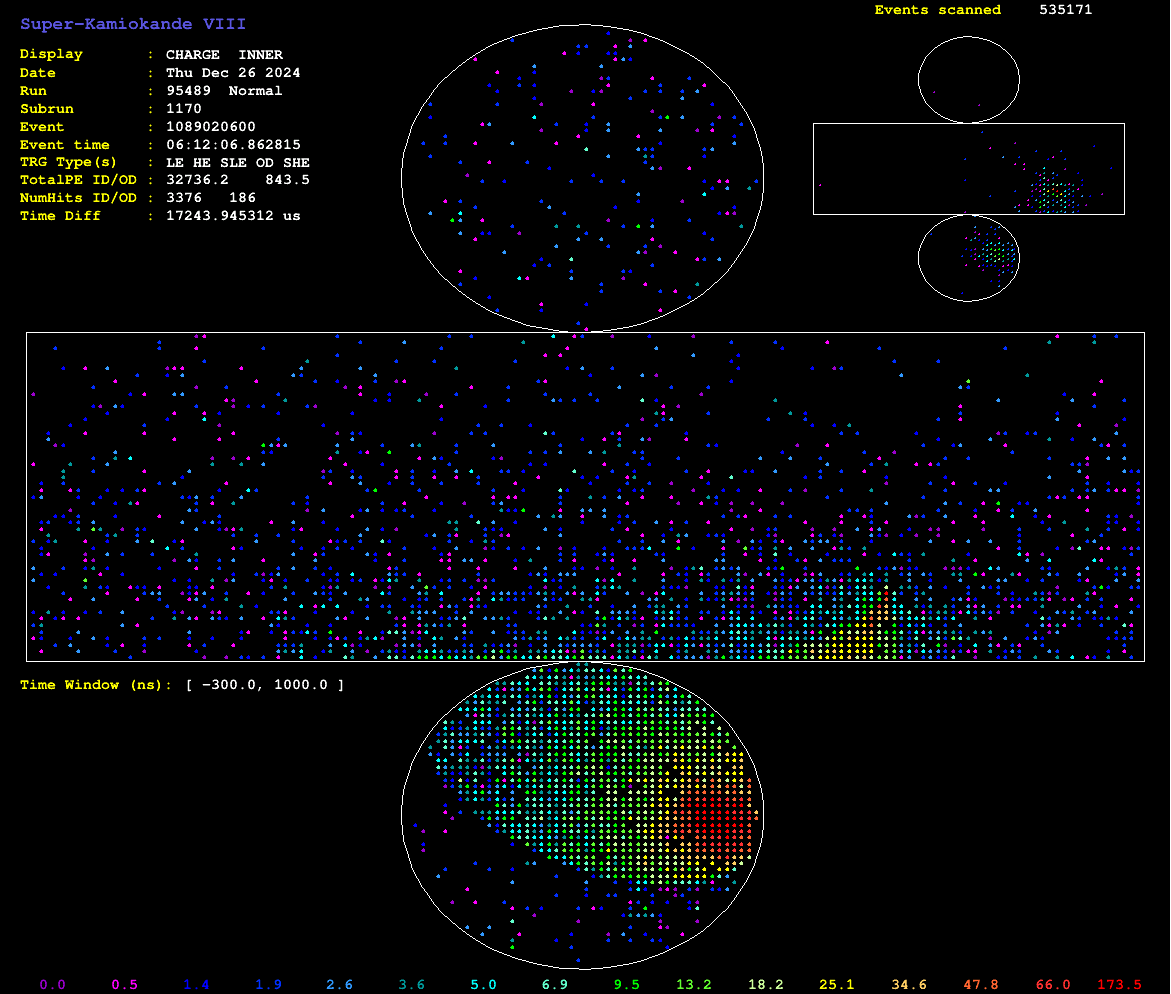 Super-Kamiokande VIII
Events scanned 535171
Display : CHARGE INNER
Date : Thu Dec 26 2024
Run : 95489 Normal
Subrun : 1170
Event : 1089020600
Event time : 06:12:06.862815
TRG Type(s) : LE HE SLE OD SHE
TotalPE ID/OD : 32736.2 843.5
NumHits ID/OD : 3376 186
Time Diff : 17243.945312 us
Time Window (ns): [ -300.0, 1000.0 ]
0.0 0.5 1.4 1.9 2.6 3.6 5.0 6.9 9.5 13.2 18.2 25.1 34.6 47.8 66.0 173.5